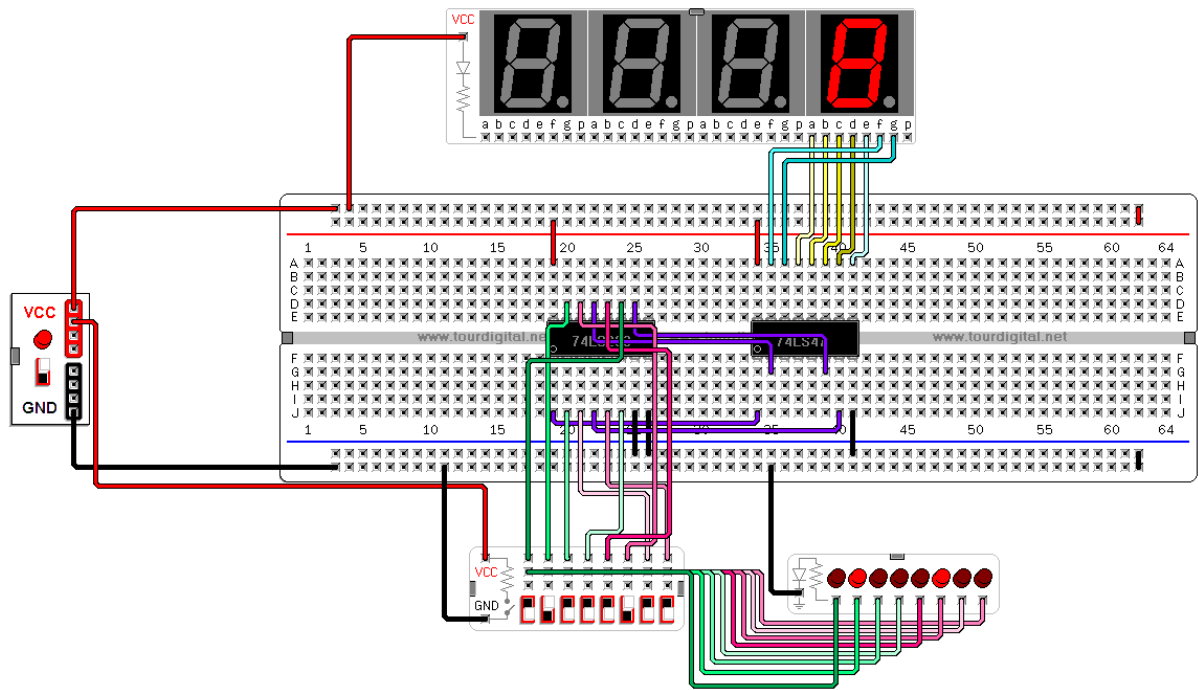 VCC
a b c d e f g p a b c d e f g p a b c d e f g p a b c d e f g p
1 5 10 15 20 25 30 35 40 45 50 55 60 64
A A
B B
C C
D D
E E
VCC
www.tourdigital.net www.tourdigital.net
74LS47
F F
G G
H H
I I
J J
GND
1 5 10 15 25 30 35 40 45 50 55 60 64
VCC
GND